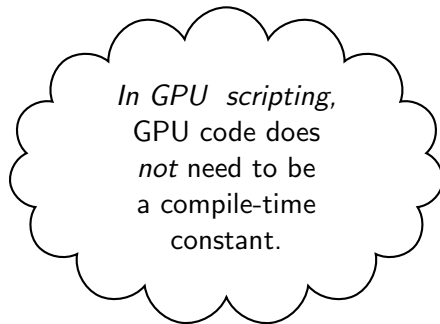 In GPU scripting,
GPU code does
not need to be
a compile-time
constant.